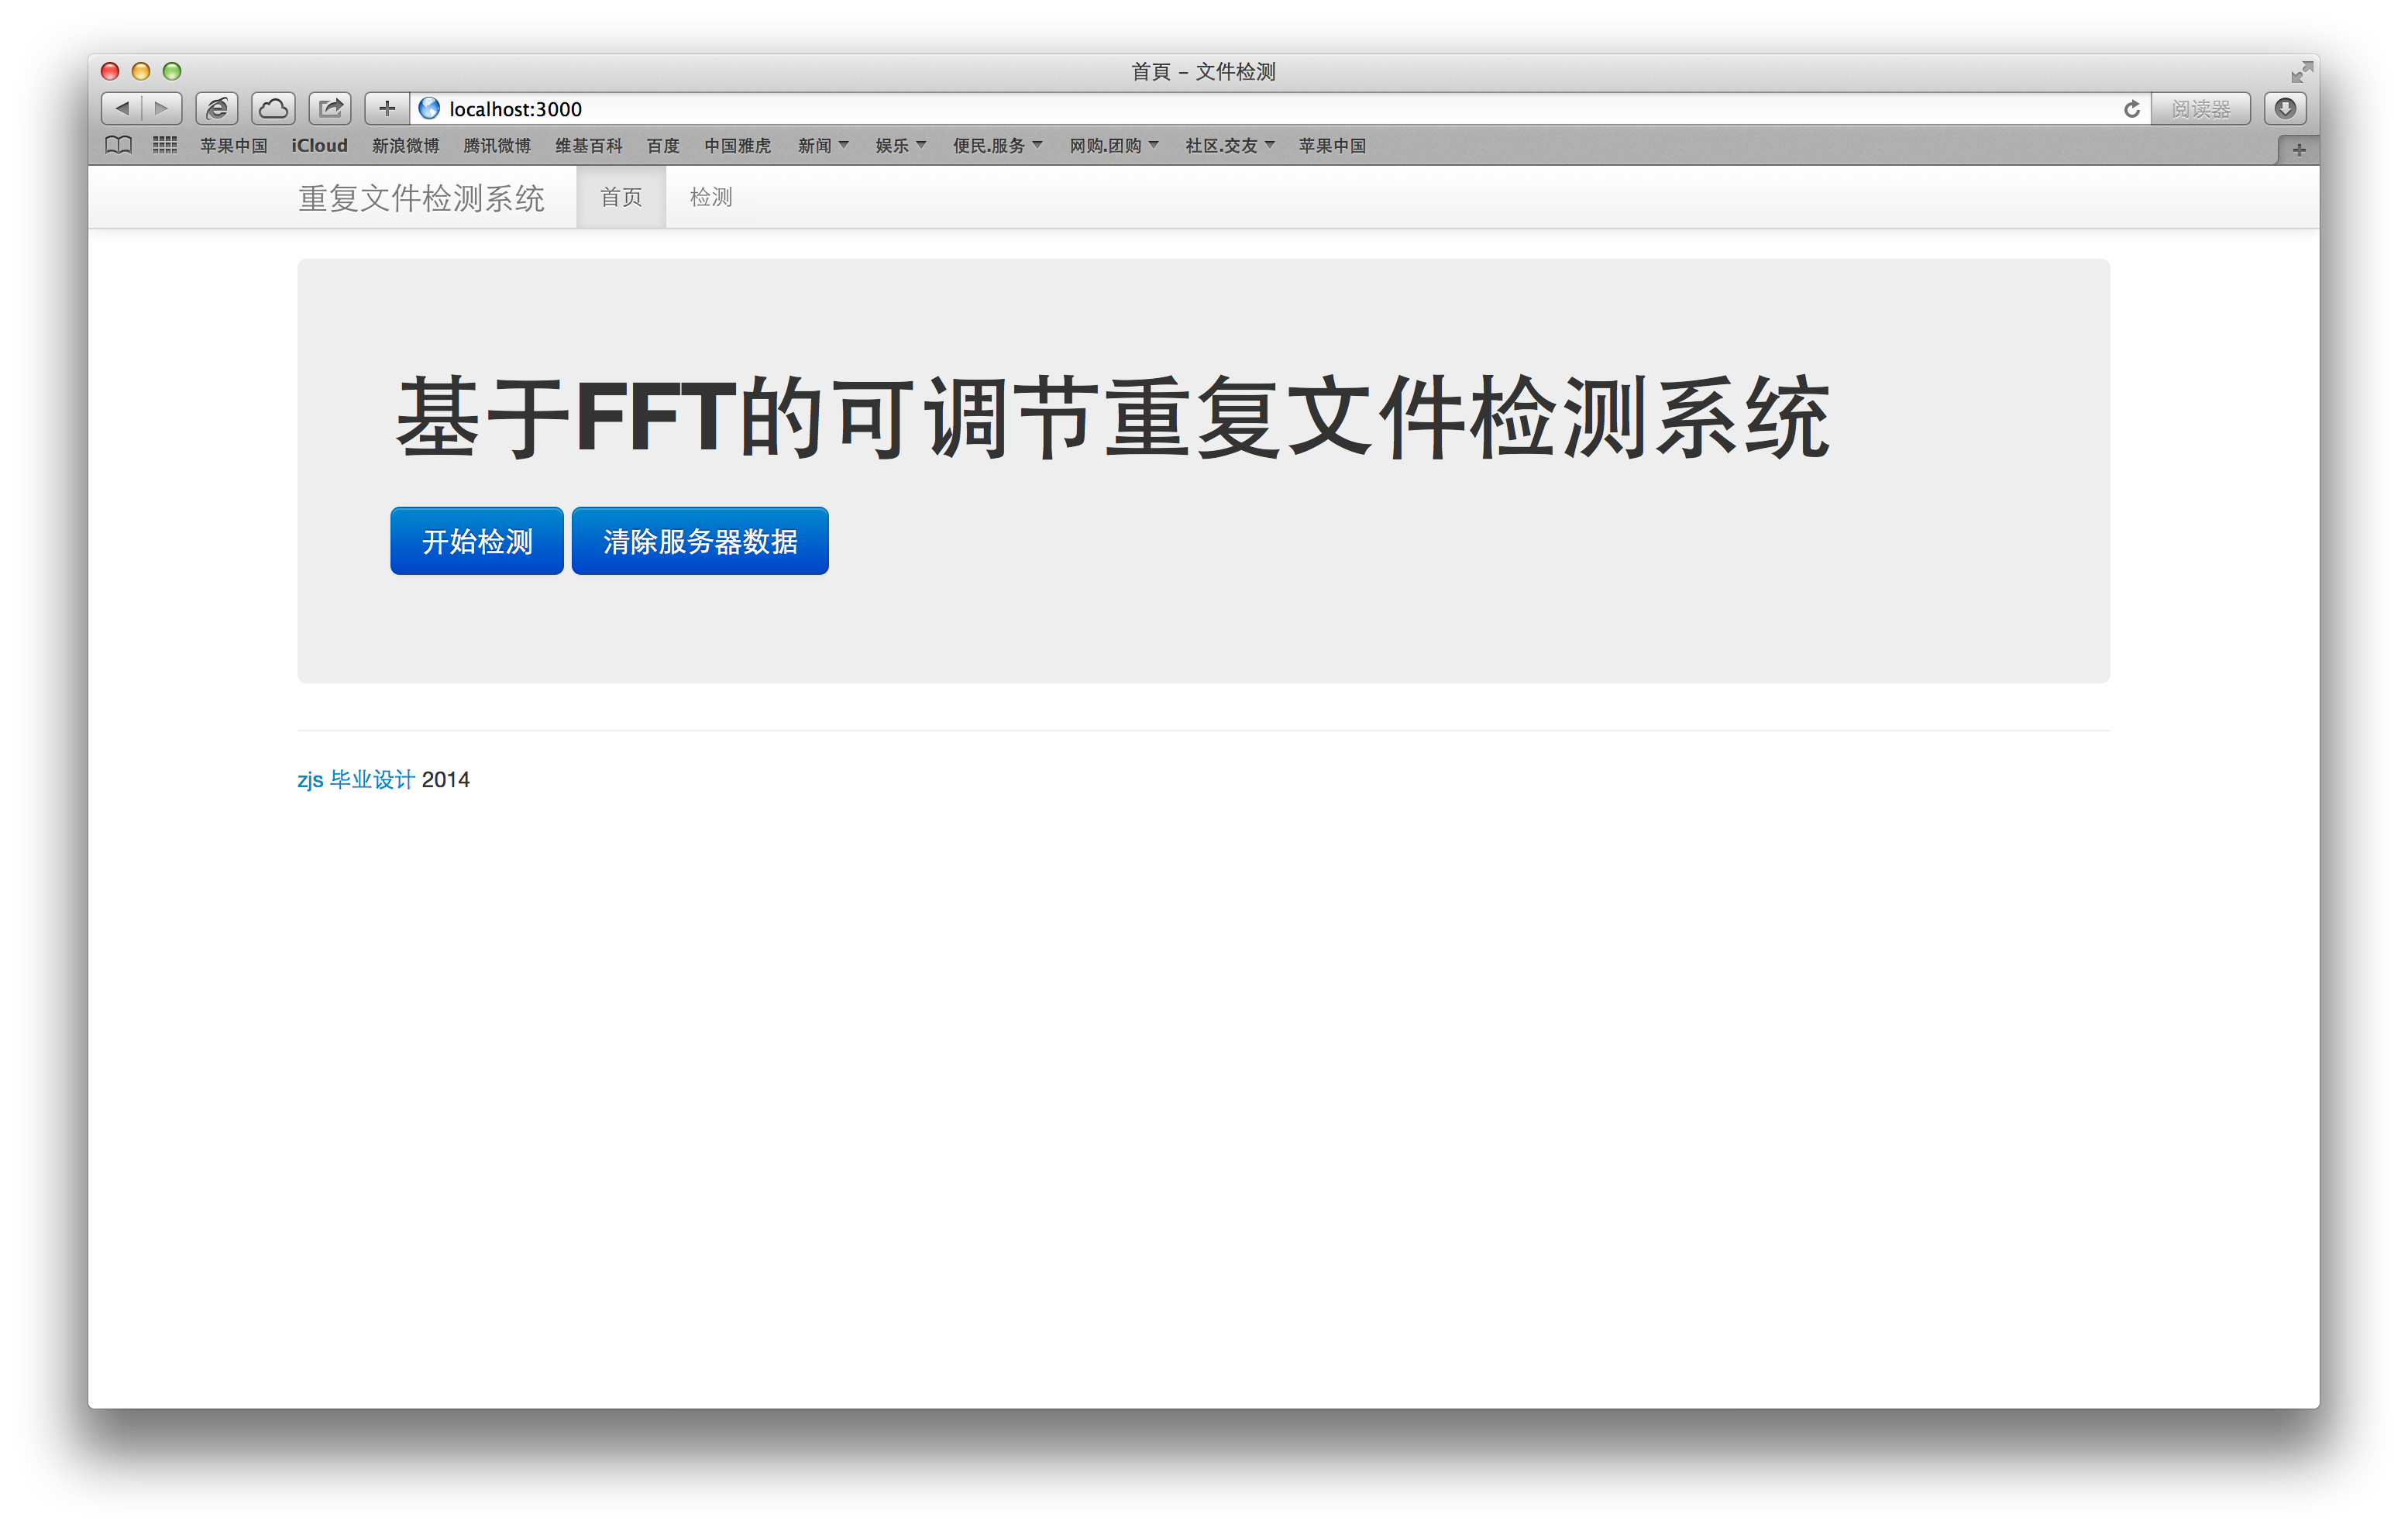 首頁 – 文件检测
localhost:3000
阅读器
苹果中国 iCloud 新浪微博 腾讯微博 维基百科 百度 中国雅虎 新闻 娱乐 便民.服务 网购.团购 社区.交友 苹果中国
重复文件检测系统 首页 检测
基于FFT的可调节重复文件检测系统
开始检测 清除服务器数据
zjs 毕业设计 2014